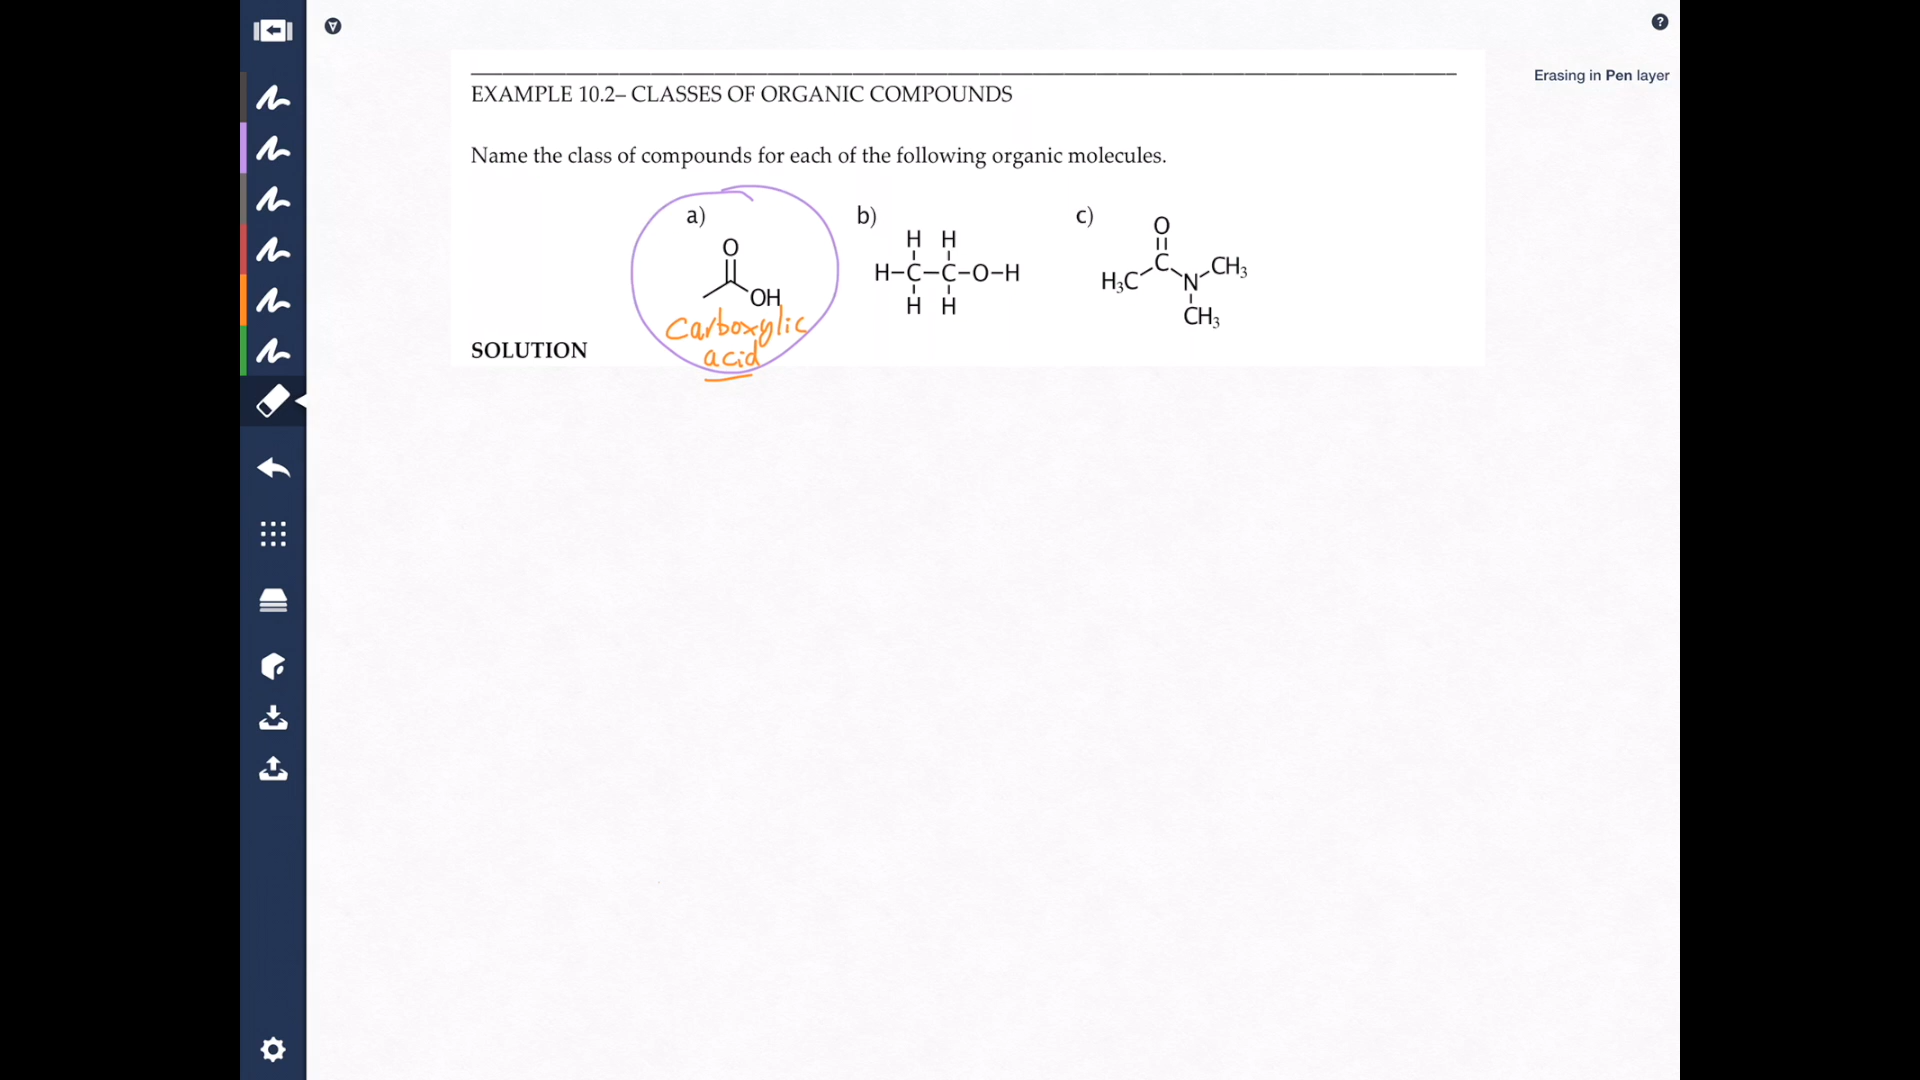 Erasing in Pen layer
EXAMPLE 10.2– CLASSES OF ORGANIC COMPOUNDS
Name the class of compounds for each of the following organic molecules.
a)
O
OH
Carboxylic
acid
b)
H H
H–C–C–O–H
H H
c)
O
C
H₃C N CH₃
CH₃
SOLUTION